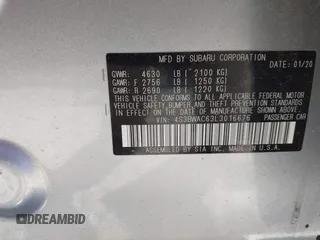 MFD BY SUBARU CORPORATION DATE: 01/20
GVWR: 4630 LB ( 2100 KG)
GAWR: F 2756 LB ( 1250 KG)
GAWR: R 2690 LB ( 1220 KG)
THIS VEHICLE CONFORMS TO ALL APPLICABLE FEDERAL MOTOR
VEHICLE SAFETY, BUMPER, AND THEFT PREVENTION STANDARDS
IN EFFECT ON THE DATE OF MANUFACTURE SHOWN ABOVE.
VIN: 4S3BWAC63L3016676 PASSENGER CAR
ASSEMBLED BY SIA INC. MADE IN U.S.A.